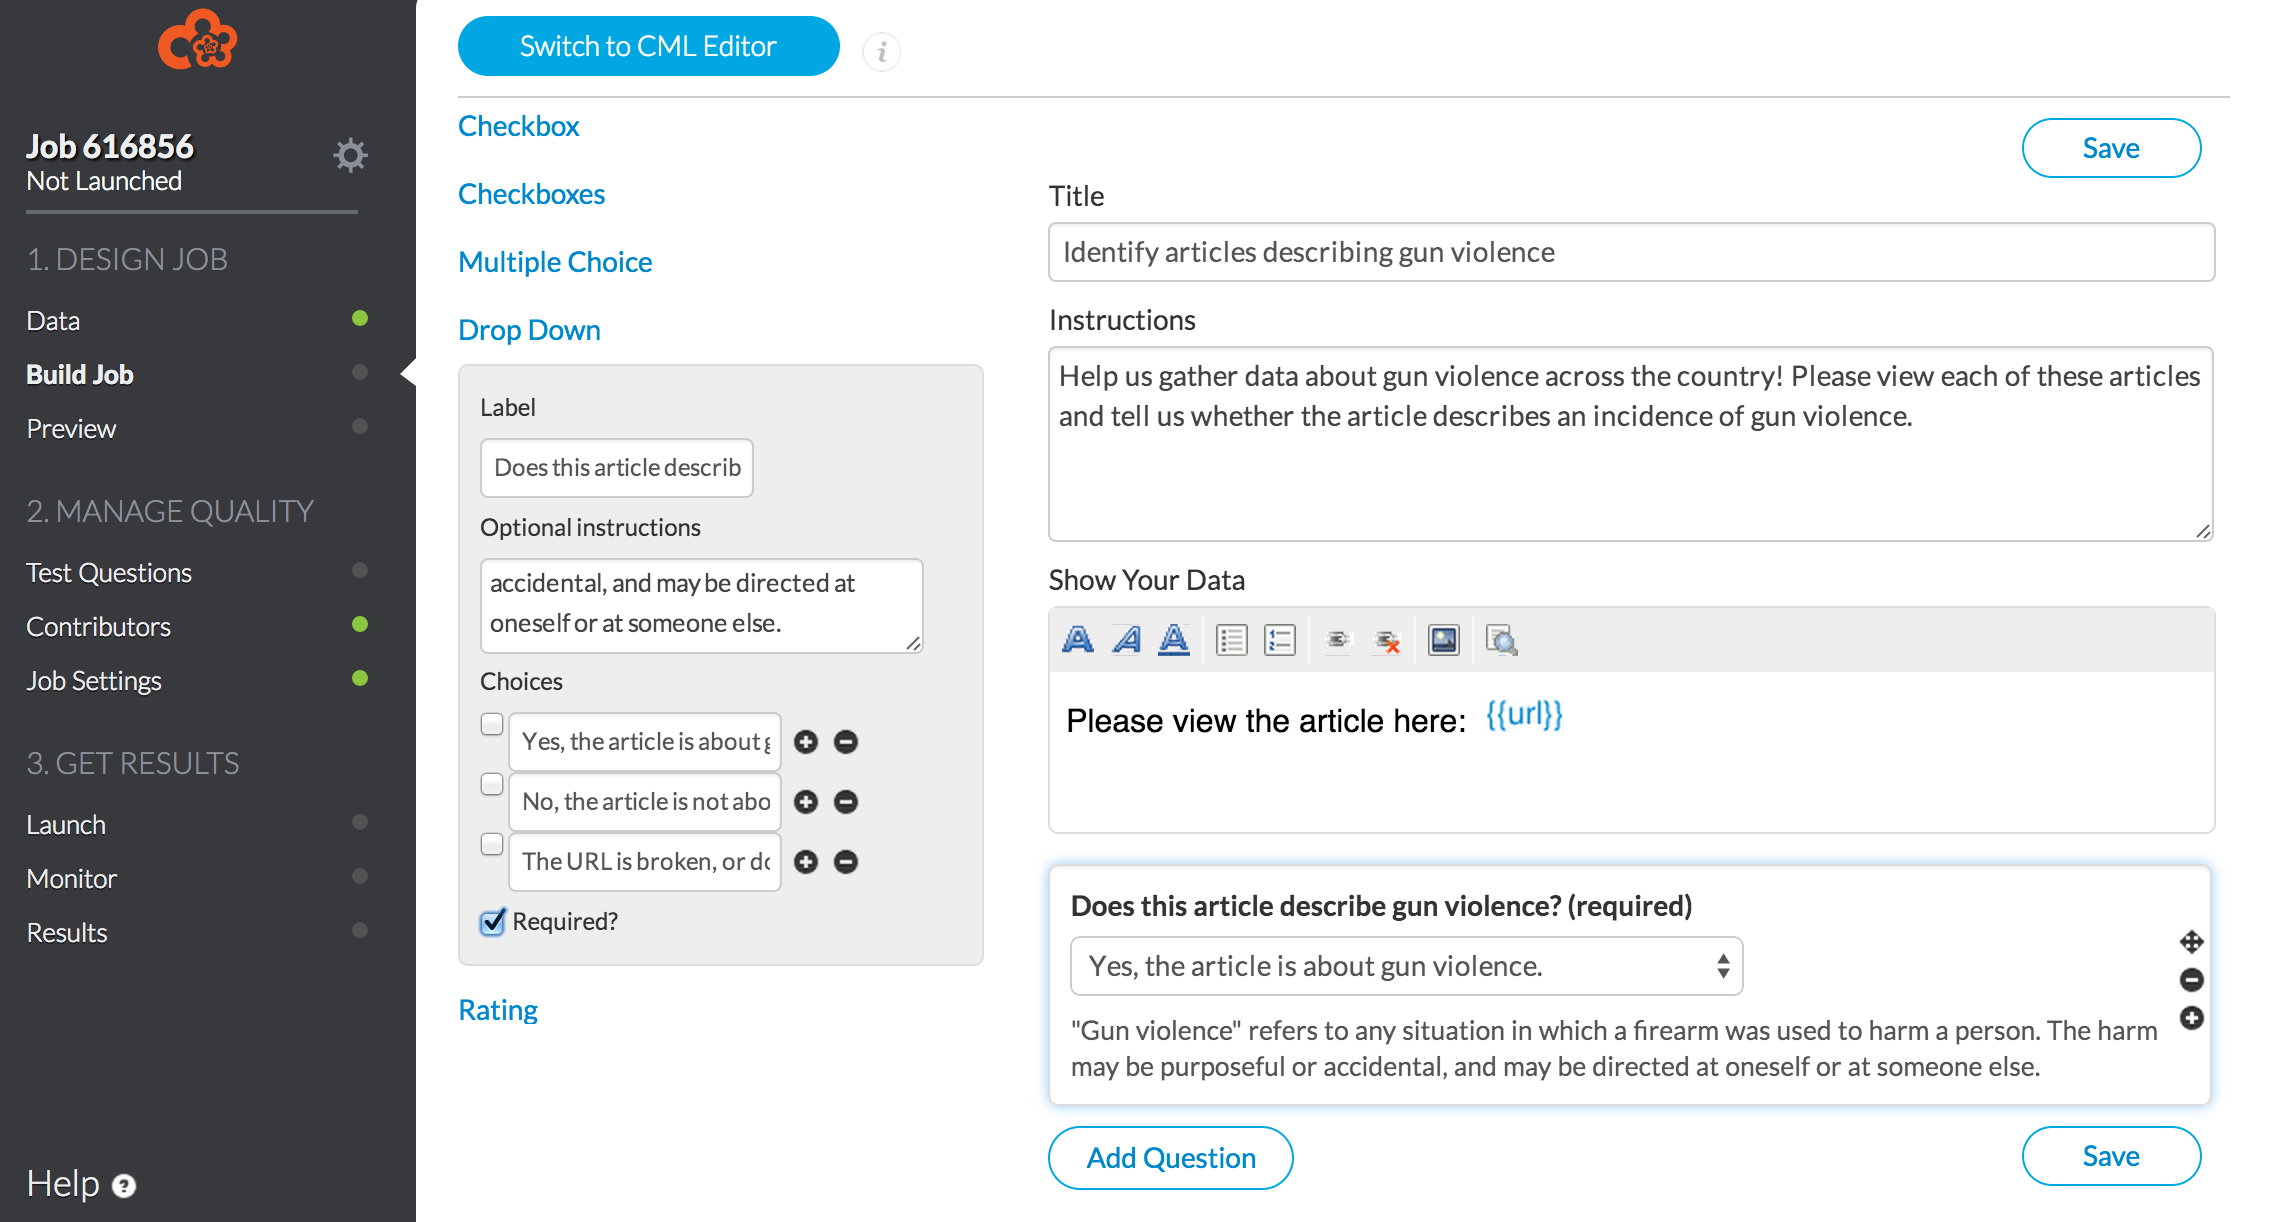 Job 616856
Not Launched
1. DESIGN JOB
Data
Build Job
Preview
2. MANAGE QUALITY
Test Questions
Contributors
Job Settings
3. GET RESULTS
Launch
Monitor
Results
Help ?
Switch to CML Editor i
Checkbox
Checkboxes
Multiple Choice
Drop Down
Label
Does this article describ
Optional instructions
accidental, and may be directed at
oneself or at someone else.
Choices
Yes, the article is about
No, the article is not abo
The URL is broken, or do
Required?
Rating
Save
Title
Identify articles describing gun violence
Instructions
Help us gather data about gun violence across the country! Please view each of these articles
and tell us whether the article describes an incidence of gun violence.
Show Your Data
A A A
Please view the article here: {{url}}
Does this article describe gun violence? (required)
Yes, the article is about gun violence.
"Gun violence" refers to any situation in which a firearm was used to harm a person. The harm
may be purposeful or accidental, and may be directed at oneself or at someone else.
Add Question
Save